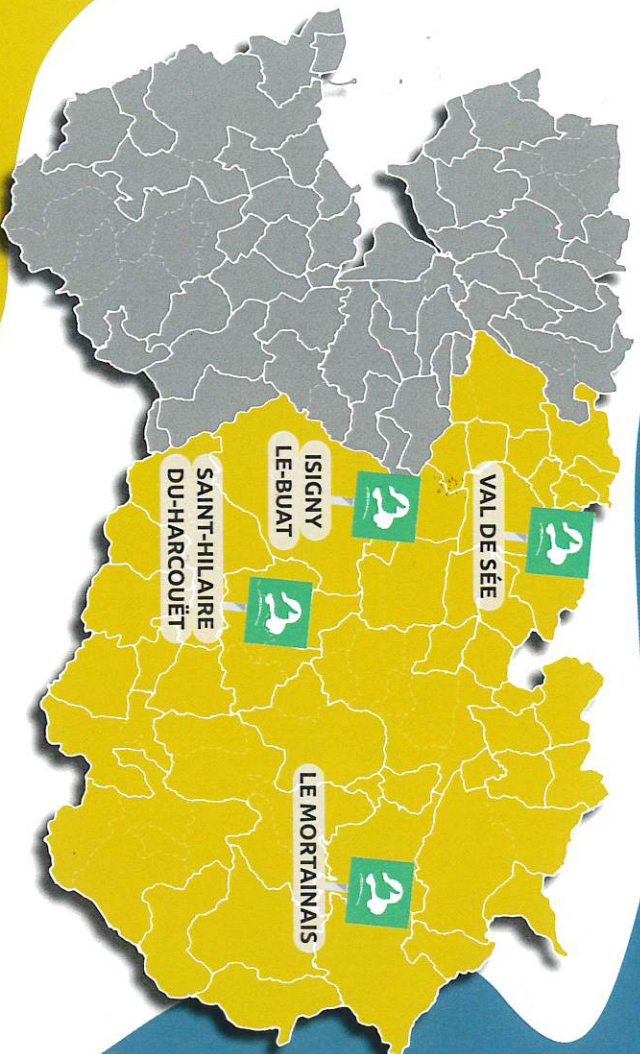 VAL DE SÉE
ISIGNY
LE-BUAT
SAINT-HILAIRE
DU-HARCOUËT
LE MORTAINAIS